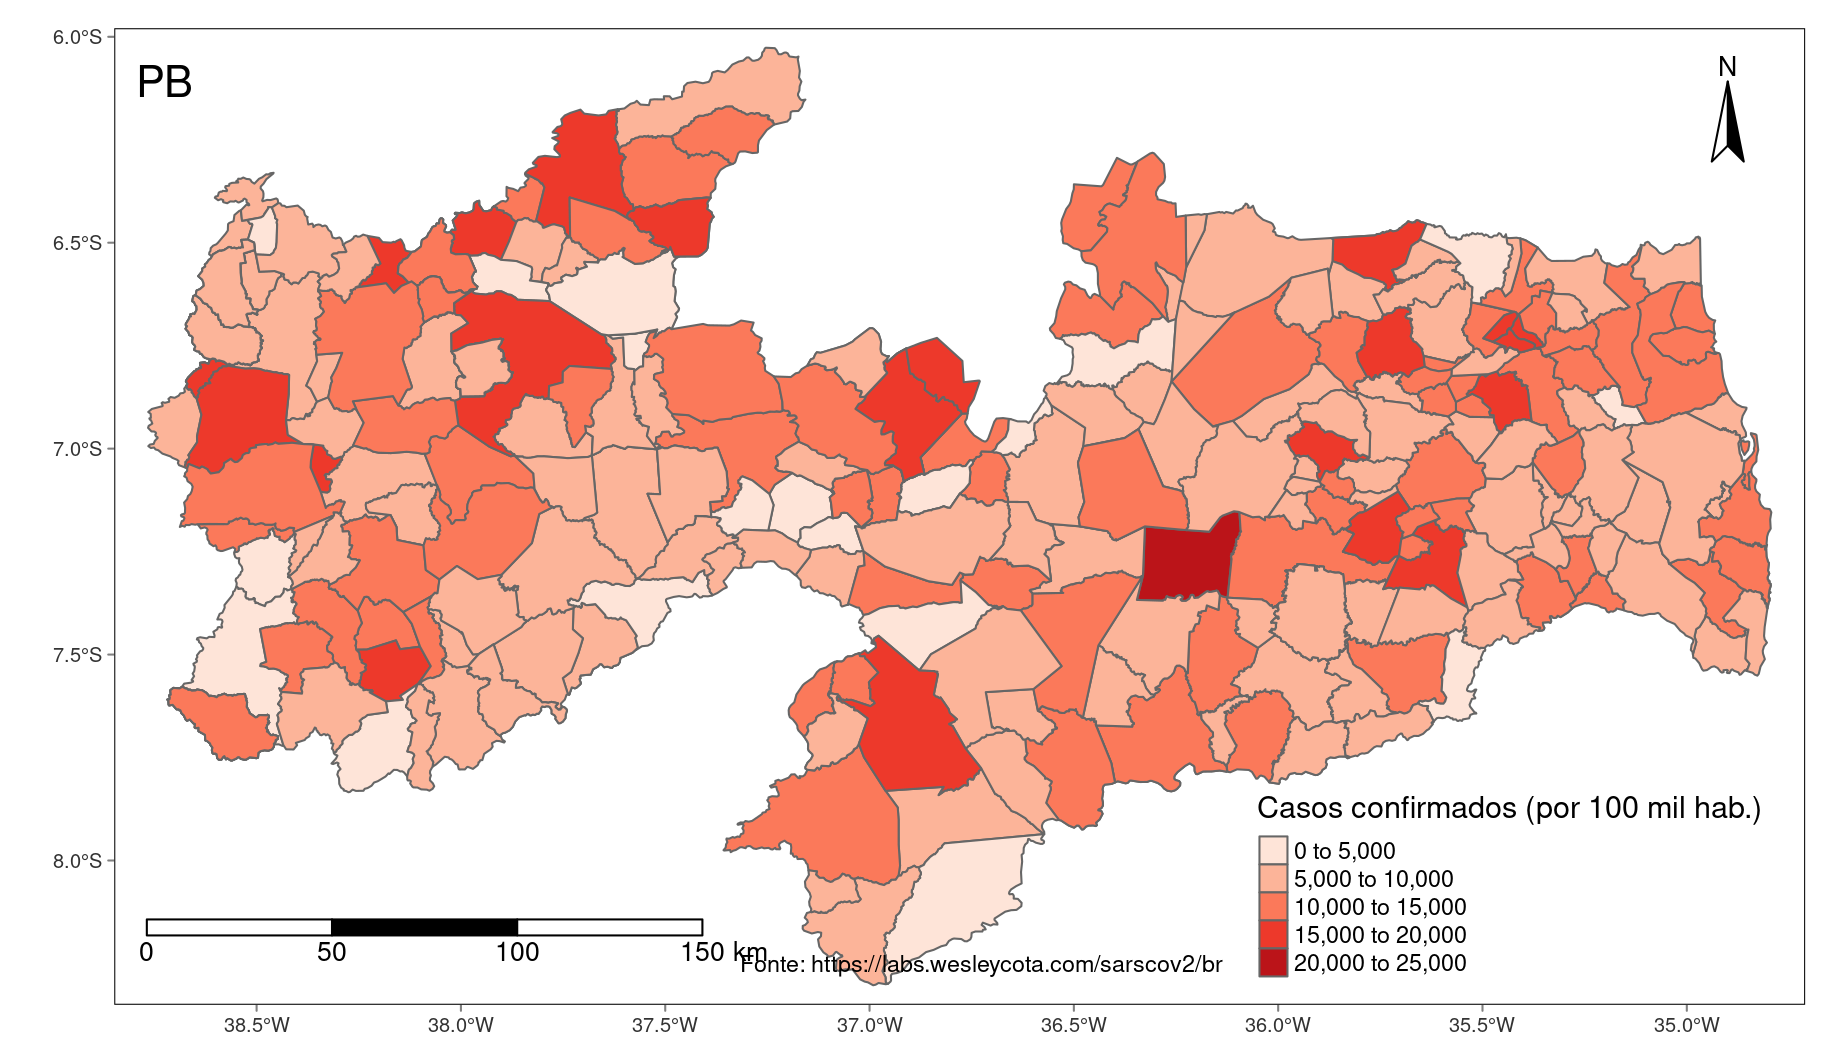 6.0°S
PB
N
6.5°S
7.0°S
7.5°S
8.0°S
Casos confirmados (por 100 mil hab.)
0 to 5,000
5,000 to 10,000
10,000 to 15,000
15,000 to 20,000
20,000 to 25,000
0 50 100 150 km
Fonte: https://labs.wesleycota.com/sarscov2/br
38.5°W 38.0°W 37.5°W 37.0°W 36.5°W 36.0°W 35.5°W 35.0°W